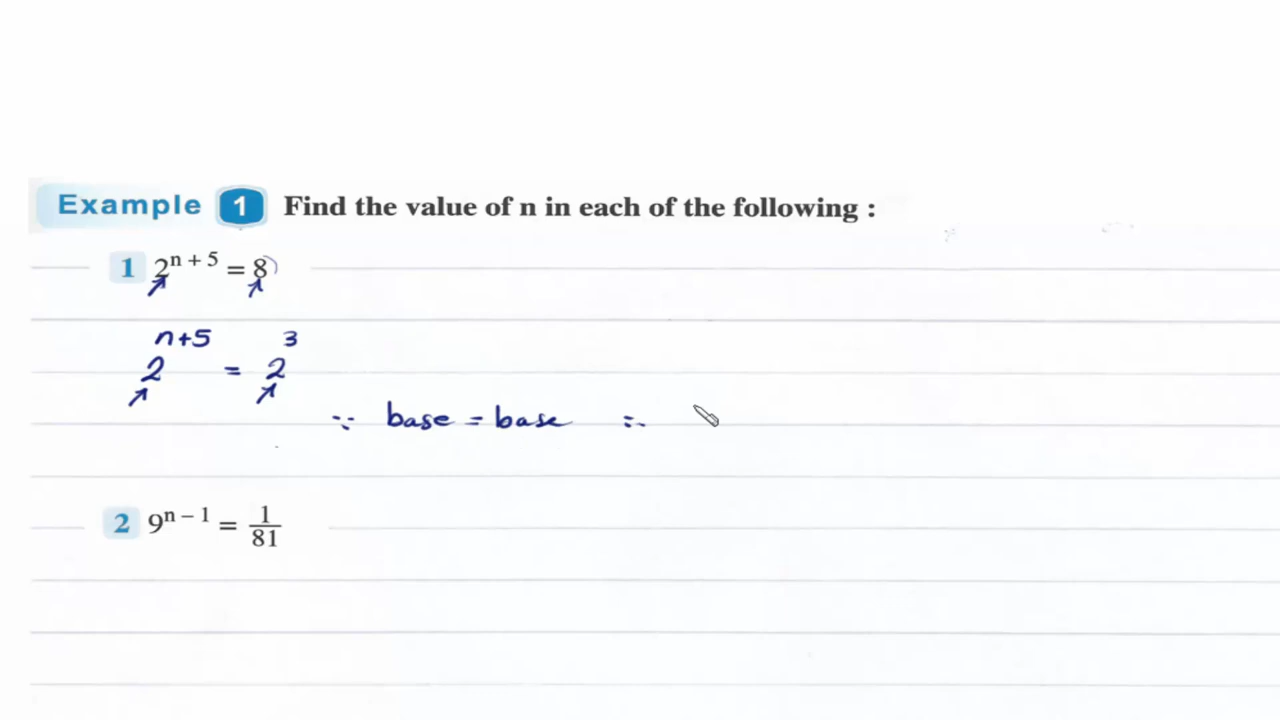 Example 1 Find the value of n in each of the following :
1 2^{n + 5} = 8
2^{n+5} = 2^3
∵ base = base ∴
2 9^{n – 1} = 1/81